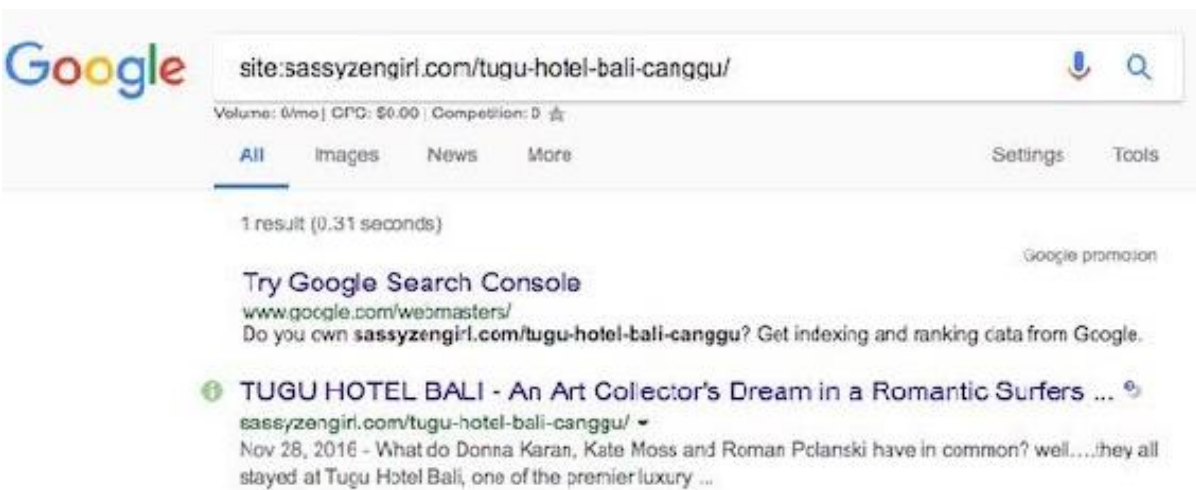 Google
site:sassyzengirl.com/tugu-hotel-bali-canggu/
Volume: 0/mo | CPC: $0.00 | Competition: 0
All Images News More Settings Tools
1 result (0.31 seconds)
Google promotion
Try Google Search Console
www.google.com/webmasters/
Do you own sassyzengirl.com/tugu-hotel-bali-canggu? Get indexing and ranking data from Google.
TUGU HOTEL BALI - An Art Collector's Dream in a Romantic Surfers ...
sassyzengirl.com/tugu-hotel-bali-canggu/
Nov 28, 2016 - What do Donna Karan, Kate Moss and Roman Polanski have in common? well....they all
stayed at Tugu Hotel Bali, one of the premier luxury ...